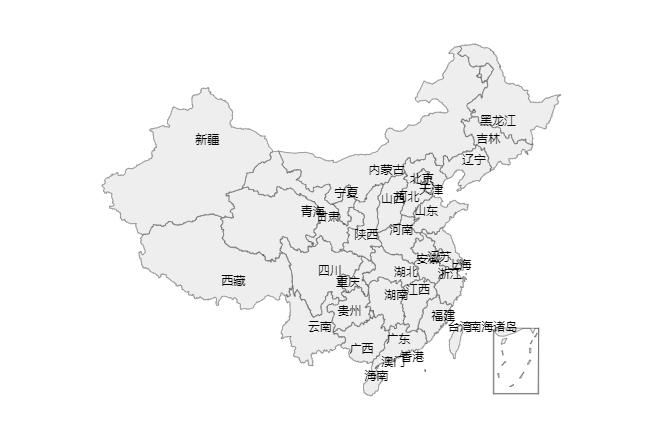 黑龙江
新疆
吉林
辽宁
内蒙古
北京
天津
宁夏
山西
河北
青海
甘肃
山东
陕西
河南
安徽
江苏
上海
四川
湖北
浙江
西藏
重庆
湖南
江西
贵州
福建
云南
台湾
南海诸岛
广东
广西
香港
澳门
海南